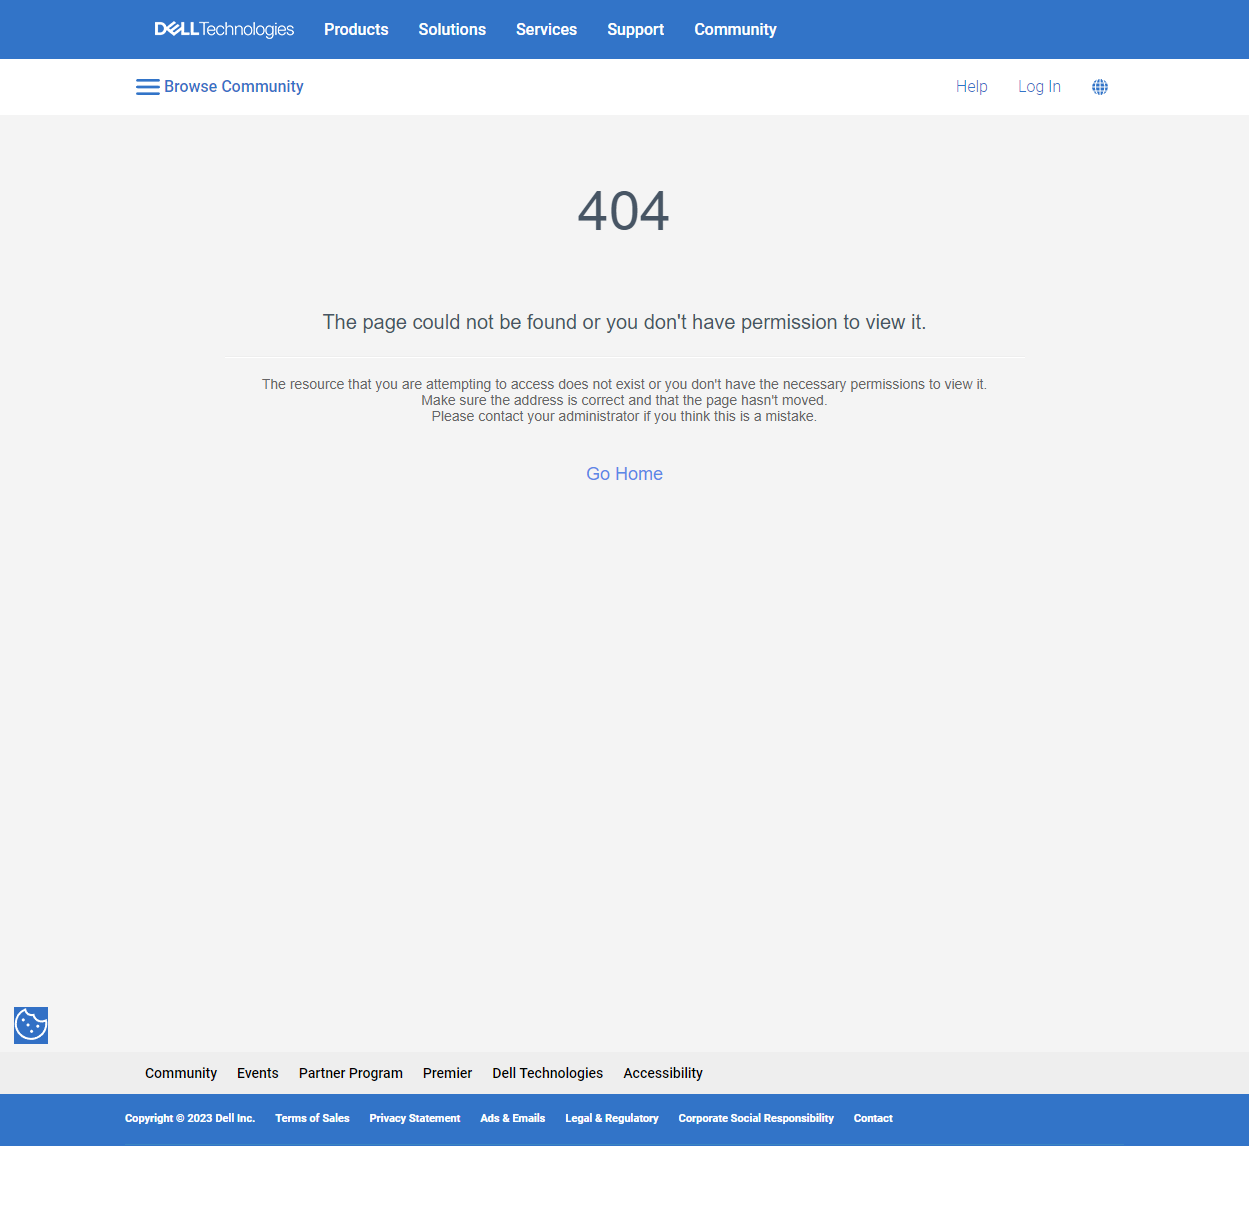 DELLTechnologies Products Solutions Services Support Community
Browse Community Help Log In
404
The page could not be found or you don't have permission to view it.
The resource that you are attempting to access does not exist or you don't have the necessary permissions to view it.
Make sure the address is correct and that the page hasn't moved.
Please contact your administrator if you think this is a mistake.
Go Home
Community Events Partner Program Premier Dell Technologies Accessibility
Copyright © 2023 Dell Inc. Terms of Sales Privacy Statement Ads & Emails Legal & Regulatory Corporate Social Responsibility Contact